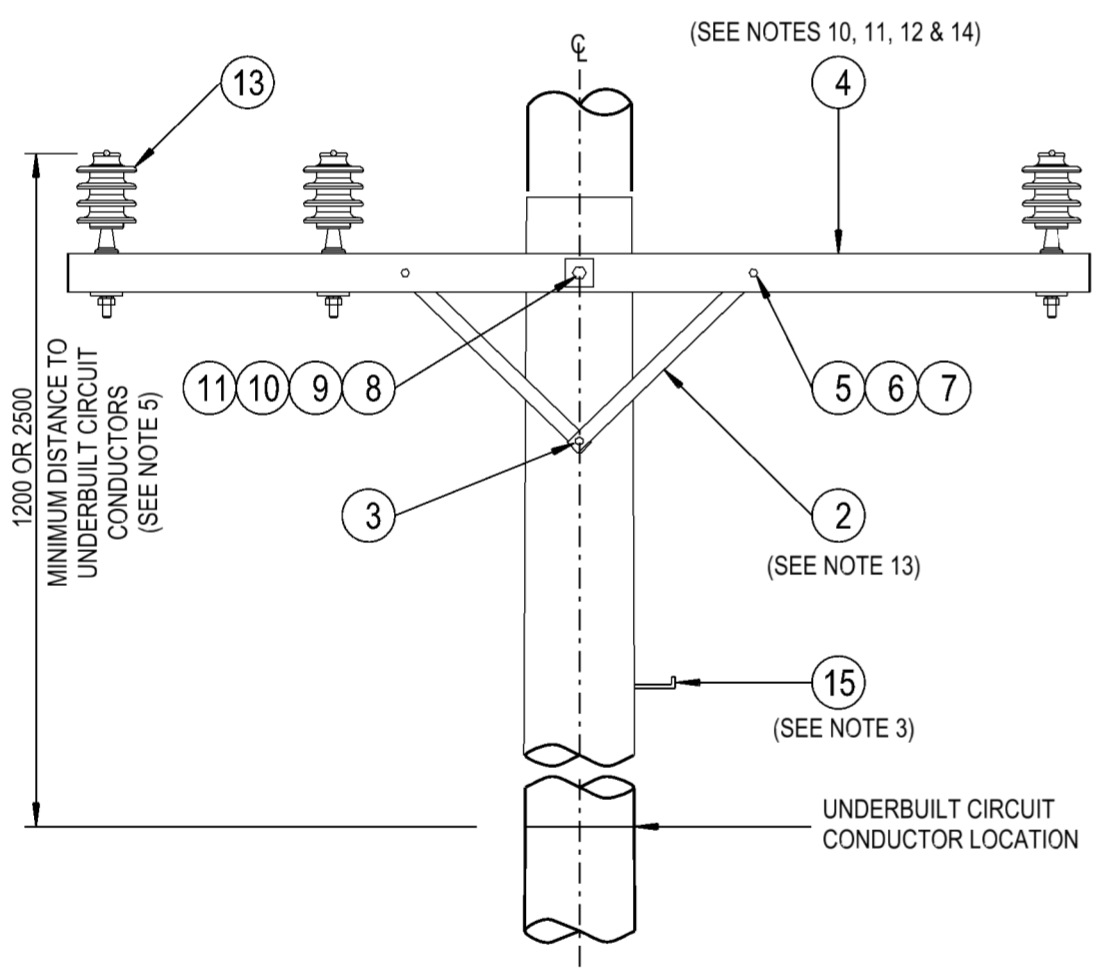 ℄
(SEE NOTES 10, 11, 12 & 14)
13
4
1200 OR 2500
MINIMUM DISTANCE TO
UNDERBUILT CIRCUIT
CONDUCTORS
(SEE NOTE 5)
11 10 9 8
5 6 7
3
2
(SEE NOTE 13)
15
(SEE NOTE 3)
UNDERBUILT CIRCUIT
CONDUCTOR LOCATION